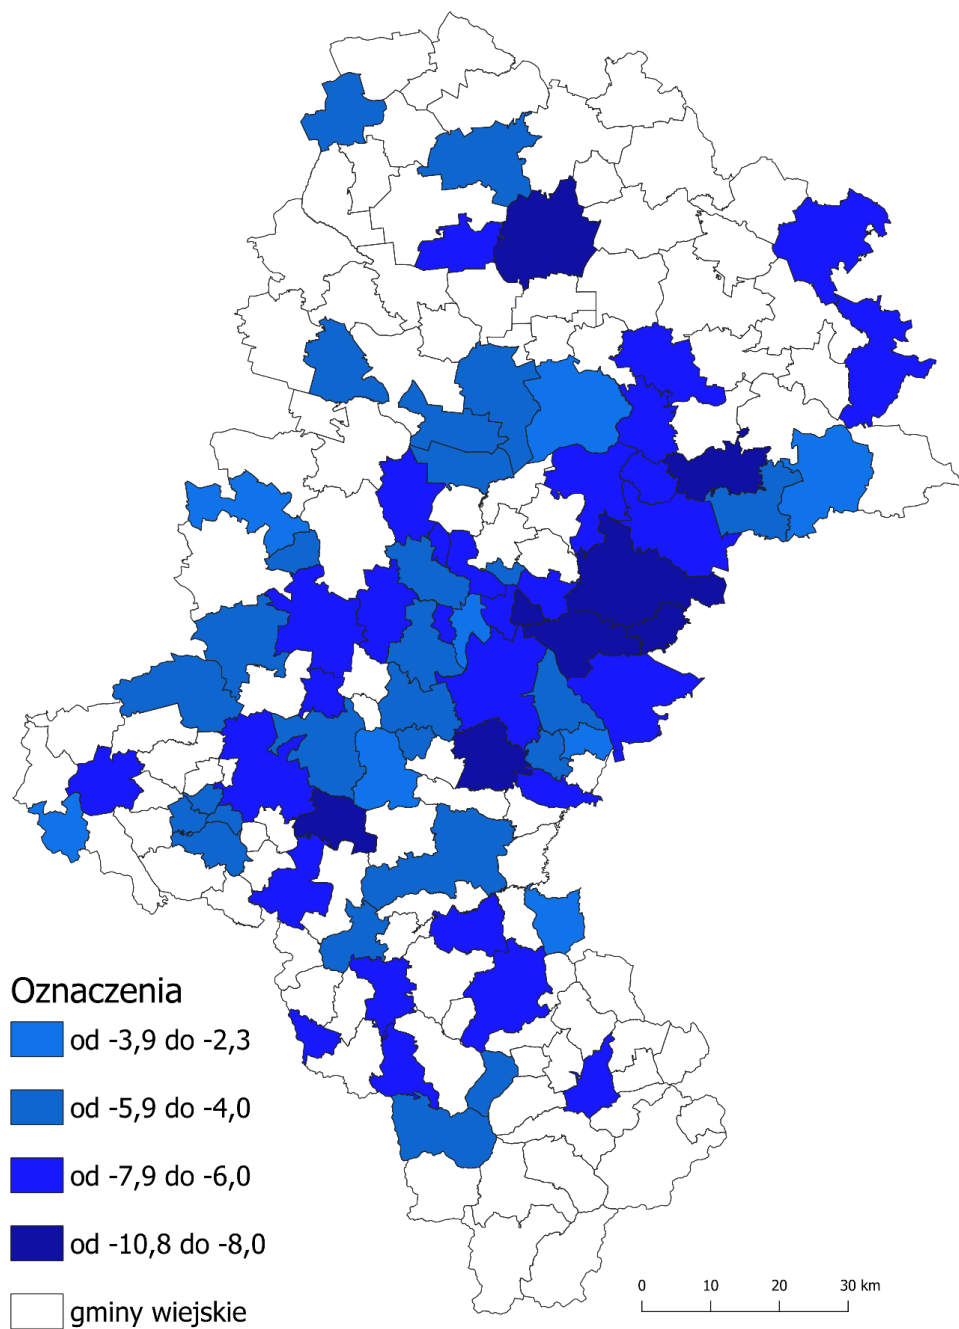 Oznaczenia
od -3,9 do -2,3
od -5,9 do -4,0
od -7,9 do -6,0
od -10,8 do -8,0
gminy wiejskie
0 10 20 30 km